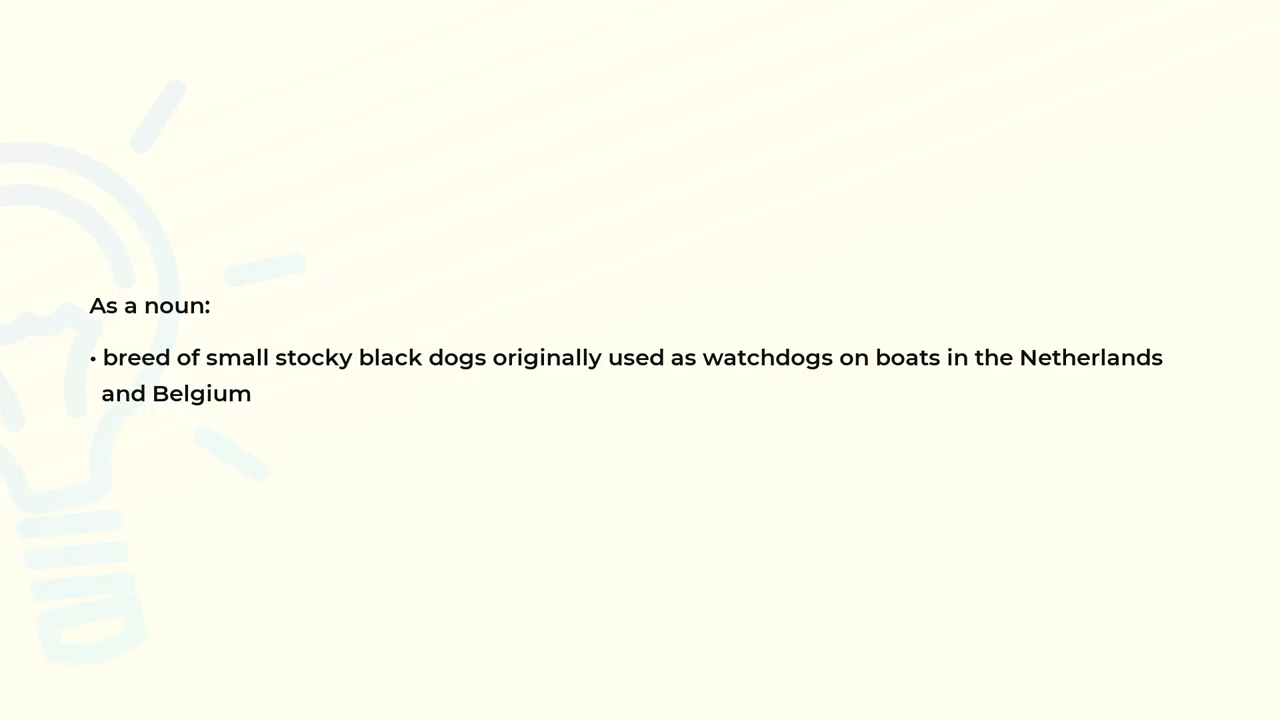 As a noun:
• breed of small stocky black dogs originally used as watchdogs on boats in the Netherlands
and Belgium